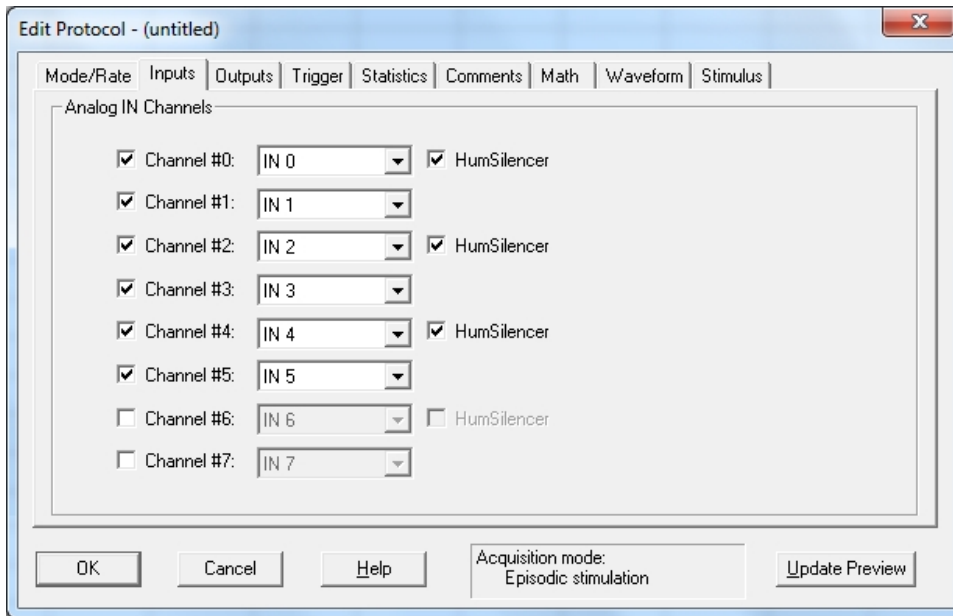 Edit Protocol - (untitled)
x
Mode/Rate Inputs Outputs Trigger Statistics Comments Math Waveform Stimulus
Analog IN Channels
Channel #0: IN 0 HumSilencer
Channel #1: IN 1
Channel #2: IN 2 HumSilencer
Channel #3: IN 3
Channel #4: IN 4 HumSilencer
Channel #5: IN 5
Channel #6: IN 6 HumSilencer
Channel #7: IN 7
OK Cancel Help
Acquisition mode:
Episodic stimulation
Update Preview